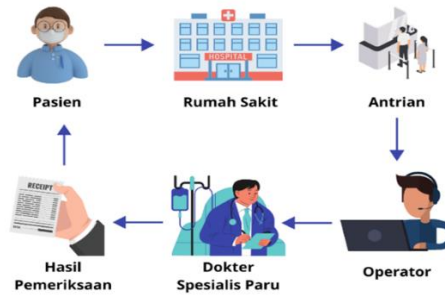 HOSPITAL
Pasien
Rumah Sakit
Antrian
RECEIPT
Hasil
Pemeriksaan
Dokter
Spesialis Paru
Operator